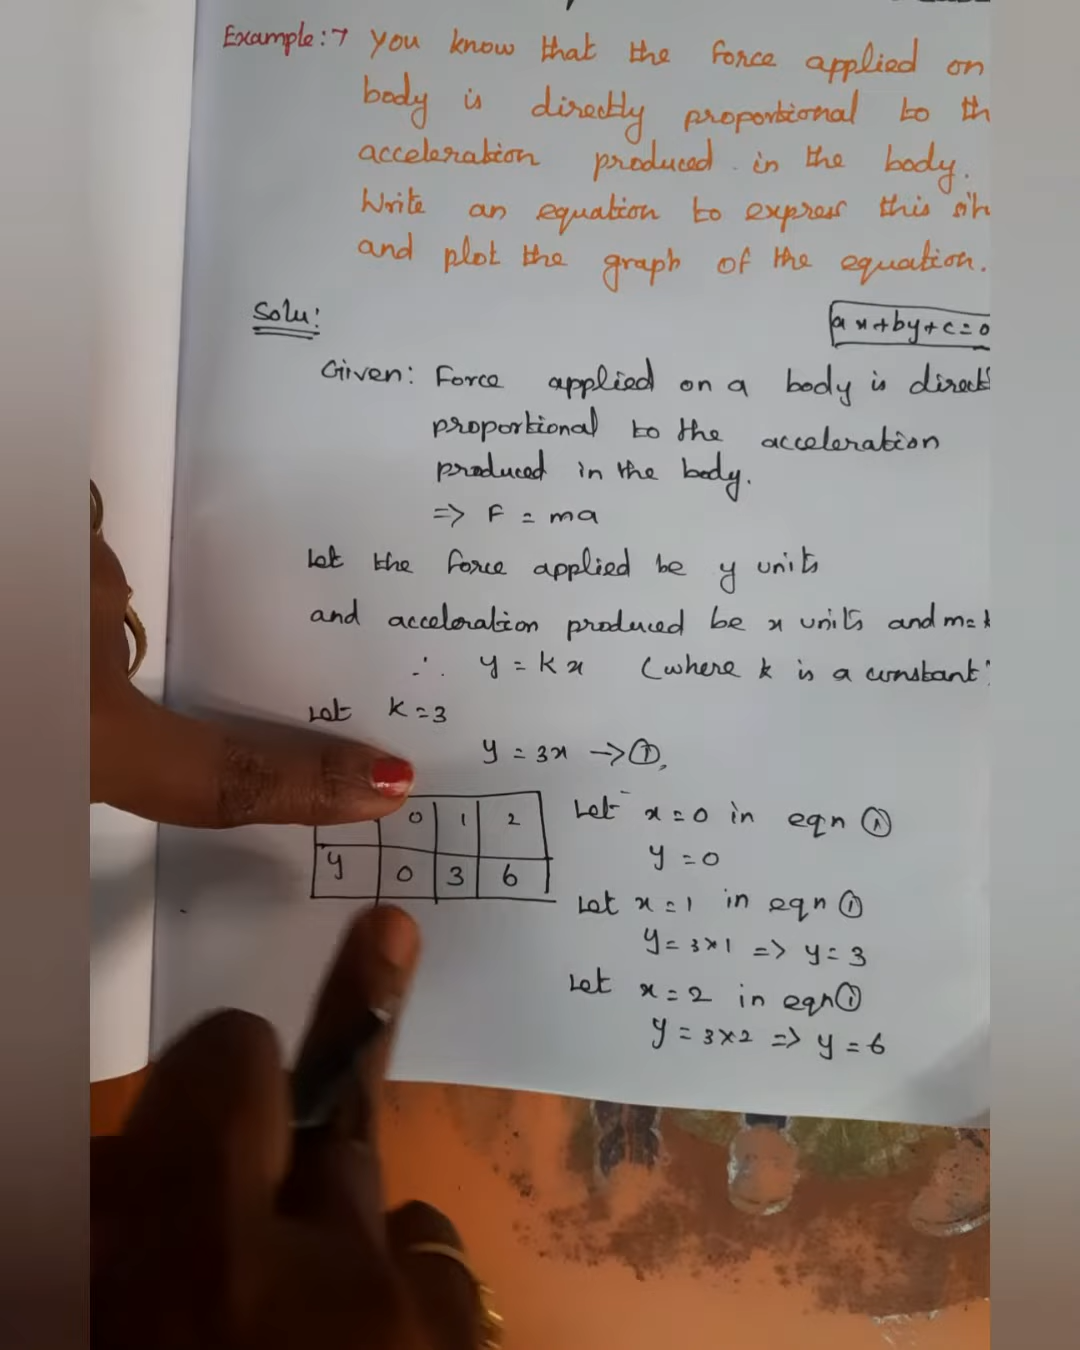 Example:7 You know that the force applied on
body is directly proportional to th
acceleration produced in the body.
Write an equation to express this
and plot the graph of the equation.
Solu:
ax+by+c=0
Given: Force applied on a body is direct
proportional to the acceleration
produced in the body.
=> F = ma
Let the force applied be y units
and acceleration produced be x units and m=k
∴ y = kx (where k is a constant)
Let k=3
y = 3x → ①,
0 1 2
y 0 3 6
Let x=0 in eqn ①
y = 0
Let x=1 in eqn ①
y = 3×1 => y = 3
Let x=2 in eqn ①
y = 3×2 => y = 6